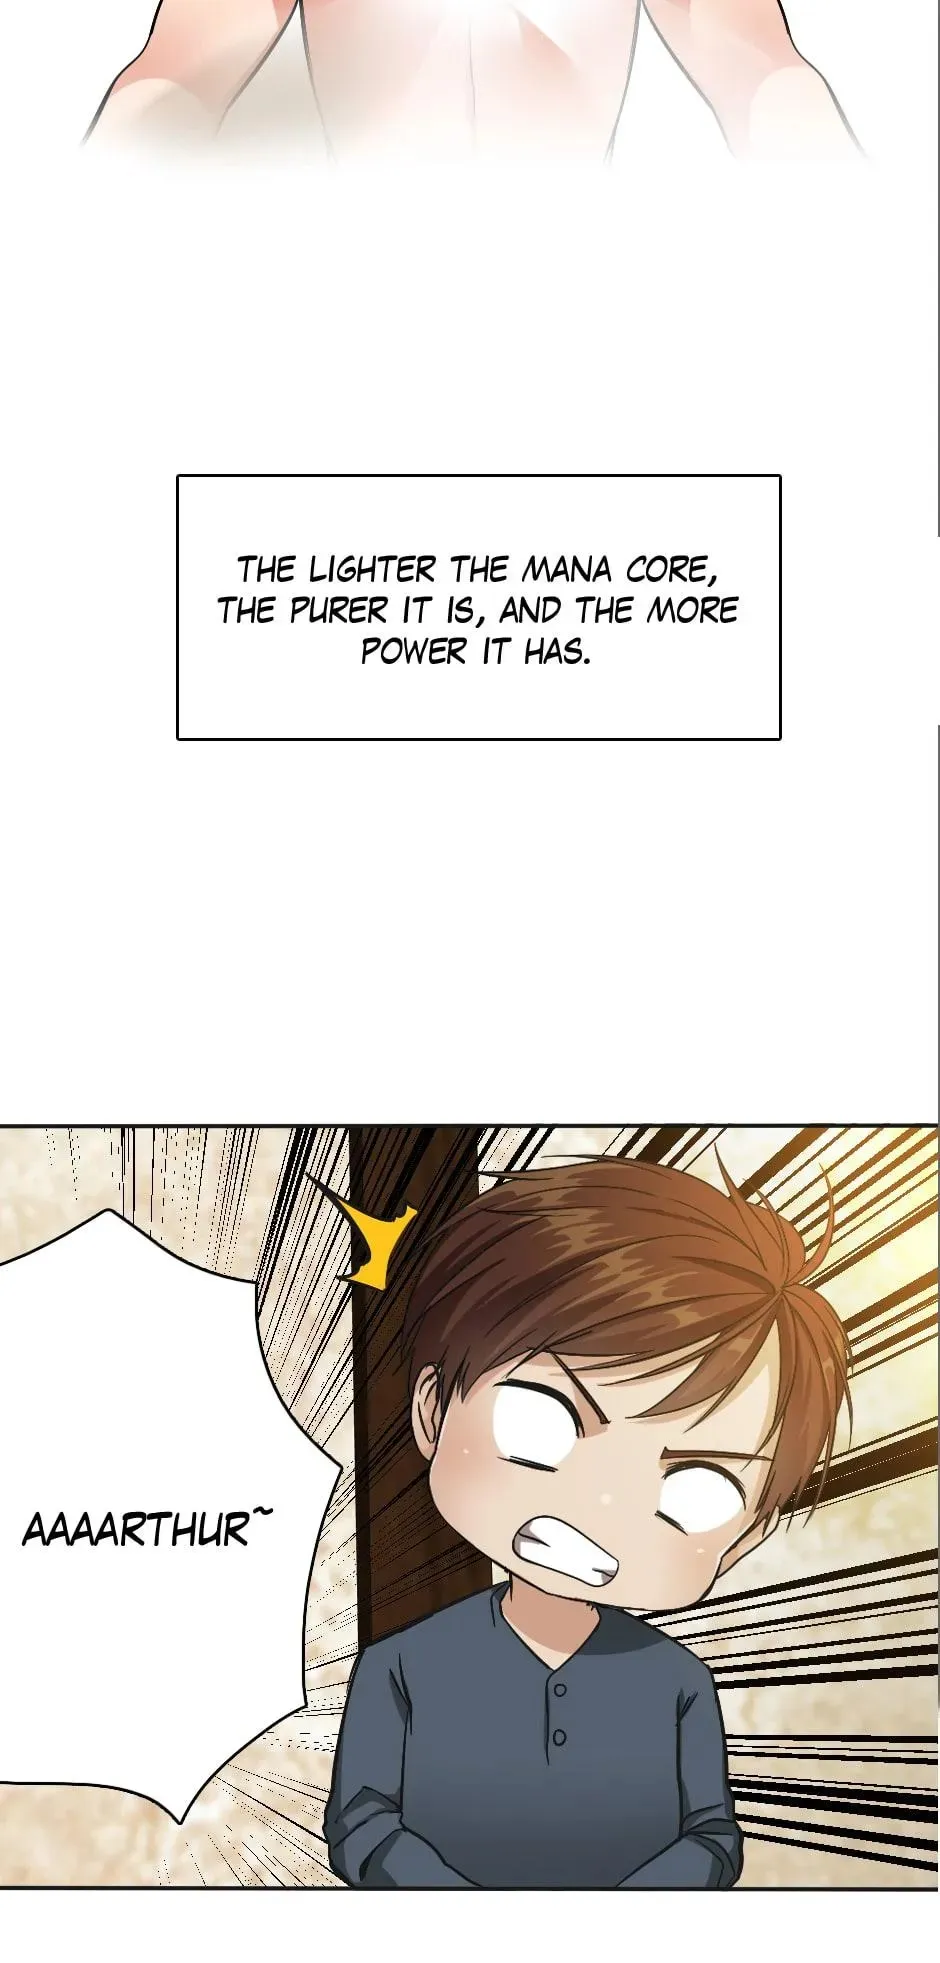 THE LIGHTER THE MANA CORE,
THE PURER IT IS, AND THE MORE
POWER IT HAS.
AAAARTHUR~